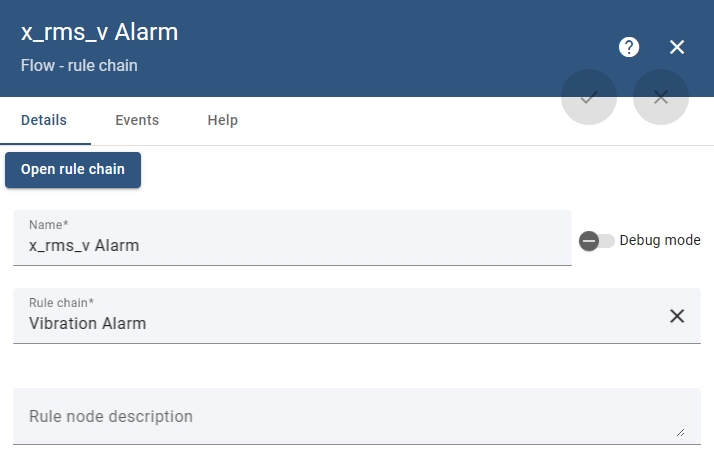 x_rms_v Alarm
Flow - rule chain
Details Events Help
Open rule chain
Name*
x_rms_v Alarm
Debug mode
Rule chain*
Vibration Alarm
Rule node description